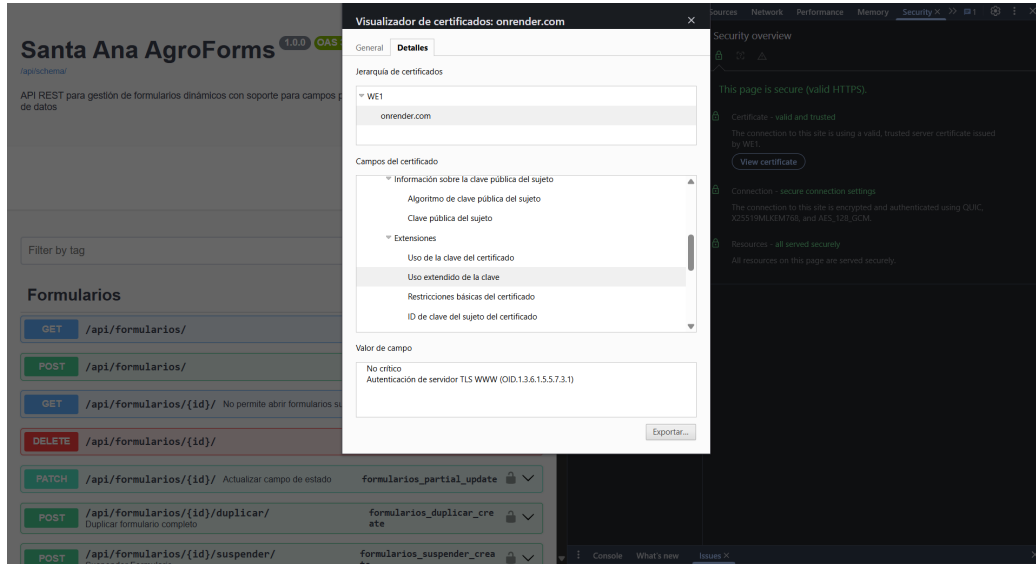 Santa Ana AgroForms 1.0.0 OAS
/api/schema/
API REST para gestión de formularios dinámicos con soporte para campos
de datos
Filter by tag
Formularios
GET /api/formularios/
POST /api/formularios/
GET /api/formularios/{id}/ No permite abrir formularios
DELETE /api/formularios/{id}/
PATCH /api/formularios/{id}/ Actualizar campo de estado formularios_partial_update
POST /api/formularios/{id}/duplicar/ formularios_duplicar_cre
Duplicar formulario completo ate
POST /api/formularios/{id}/suspender/ formularios_suspender_crea
Visualizador de certificados: onrender.com
General Detalles
Jerarquía de certificados
WE1
onrender.com
Campos del certificado
Información sobre la clave pública del sujeto
Algoritmo de clave pública del sujeto
Clave pública del sujeto
Extensiones
Uso de la clave del certificado
Uso extendido de la clave
Restricciones básicas del certificado
ID de clave del sujeto del certificado
Valor de campo
No crítico
Autenticación de servidor TLS WWW (OID.1.3.6.1.5.5.7.3.1)
Exportar...
Network Performance Memory Security 1
Security overview
This page is secure (valid HTTPS).
Certificate - valid and trusted
The connection to this site is using a valid, trusted server certificate issued
by WE1.
View certificate
Connection - secure connection settings
The connection to this site is encrypted and authenticated using QUIC,
X25519MLKEM768, and AES_128_GCM.
Resources - all served securely
All resources on this page are served securely.
Console What's new Issues